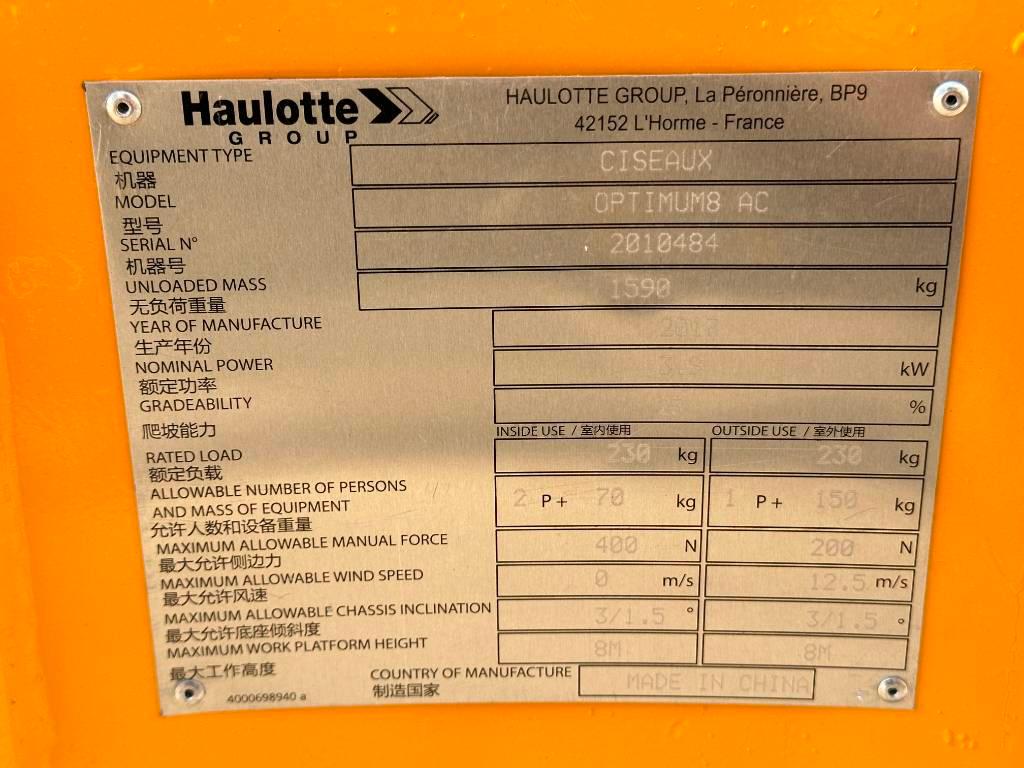 Haulotte
GROUP
HAULOTTE GROUP, La Péronnière, BP9
42152 L'Horme - France
EQUIPMENT TYPE
机器
CISEAUX
MODEL
型号
OPTIMUM8 AC
SERIAL N°
机器号
2010484
UNLOADED MASS
无负荷重量
1590 kg
YEAR OF MANUFACTURE
生产年份
NOMINAL POWER
额定功率
kW
GRADEABILITY
爬坡能力
%
INSIDE USE / 室内使用
OUTSIDE USE / 室外使用
RATED LOAD
额定负载
230 kg
230 kg
ALLOWABLE NUMBER OF PERSONS
AND MASS OF EQUIPMENT
允许人数和设备重量
2 P+ 70 kg
1 P+ 150 kg
MAXIMUM ALLOWABLE MANUAL FORCE
最大允许侧边力
400 N
200 N
MAXIMUM ALLOWABLE WIND SPEED
最大允许风速
0 m/s
12.5 m/s
MAXIMUM ALLOWABLE CHASSIS INCLINATION
最大允许底座倾斜度
3/1.5 °
3/1.5 °
MAXIMUM WORK PLATFORM HEIGHT
最大工作高度
8M
8M
COUNTRY OF MANUFACTURE
制造国家
MADE IN CHINA
4000698940 a